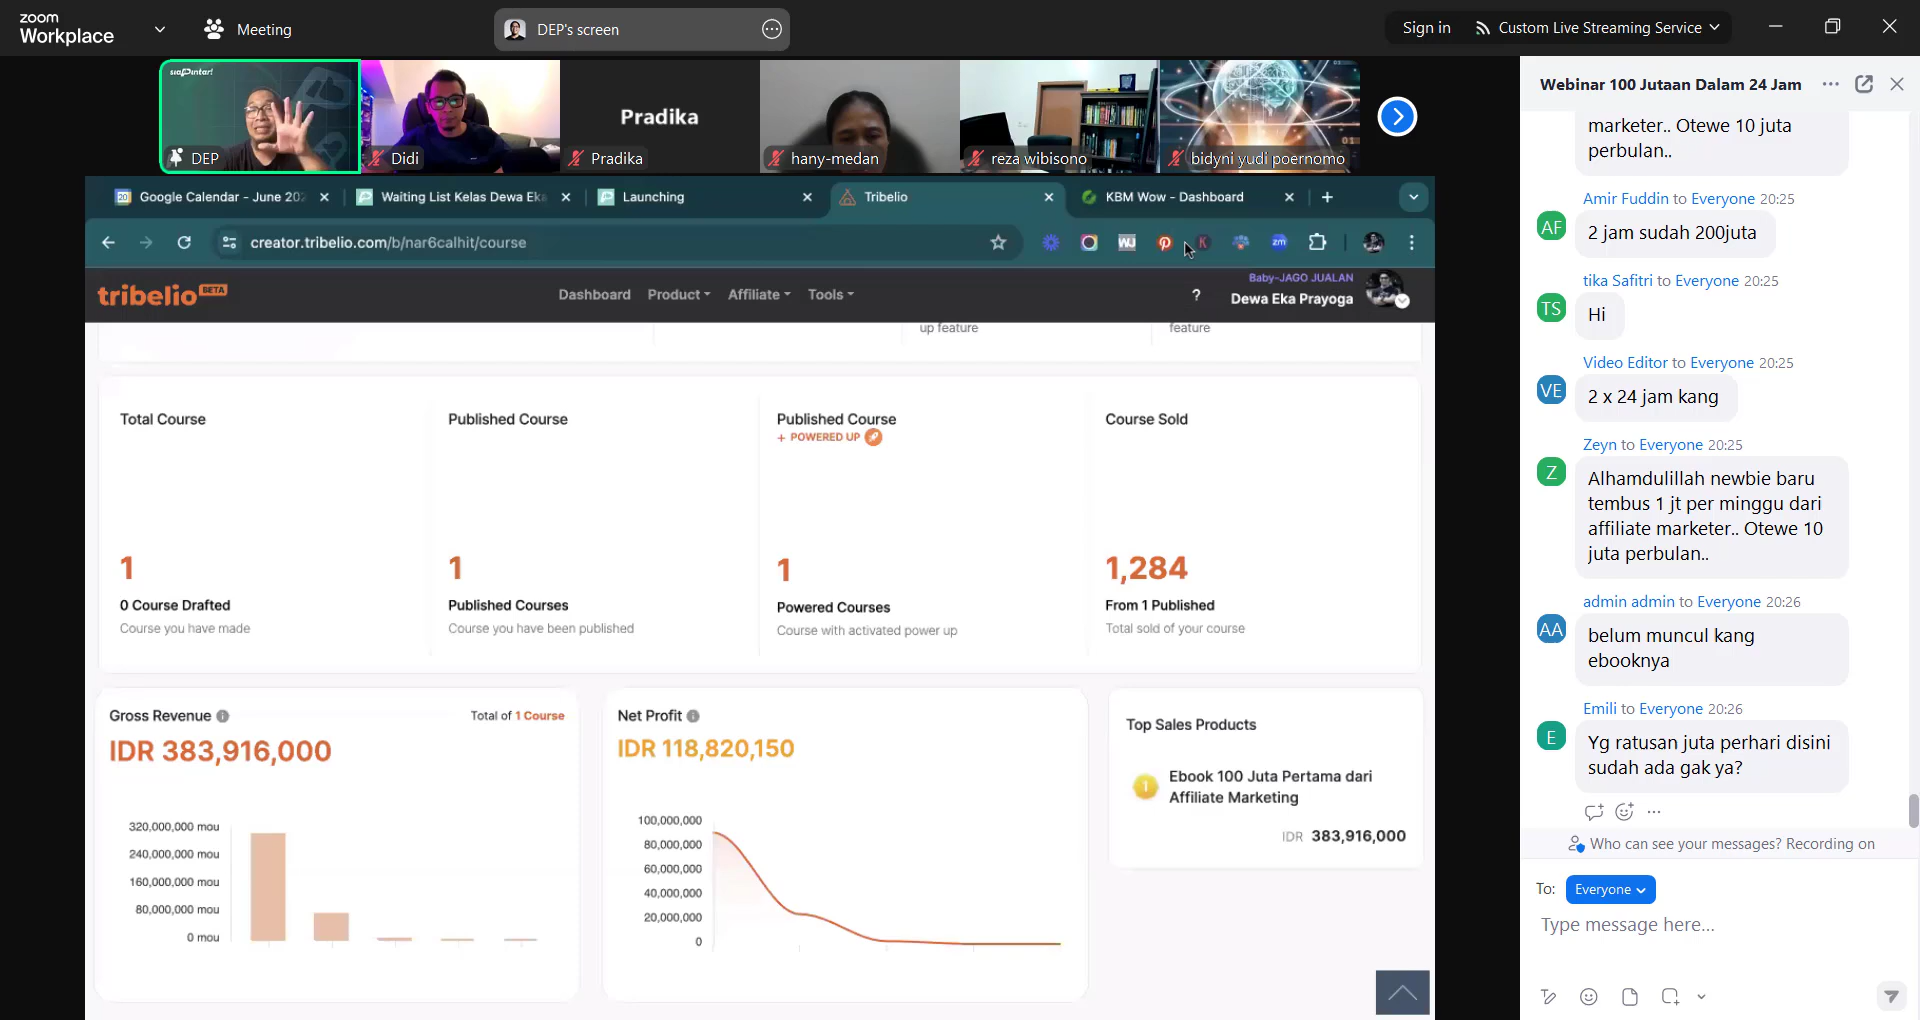 zoom
Workplace
Meeting
DEP's screen
Sign in
Custom Live Streaming Service
siapPintar!
DEP
Didi
Pradika
Pradika
hany-medan
reza wibisono
bidyni yudi poernomo
Google Calendar - June 202
Waiting List Kelas Dewa Eka
Launching
Tribelio
KBM Wow - Dashboard
creator.tribelio.com/b/nar6calhit/course
tribelio BETA
Dashboard
Product
Affiliate
Tools
?
Baby-JAGO JUALAN
Dewa Eka Prayoga
up feature
feature
Total Course
1
0 Course Drafted
Course you have made
Published Course
1
Published Courses
Course you have been published
Published Course
+ POWERED UP
1
Powered Courses
Course with activated power up
Course Sold
1,284
From 1 Published
Total sold of your course
Gross Revenue
Total of 1 Course
IDR 383,916,000
320,000,000 mou
240,000,000 mou
160,000,000 mou
80,000,000 mou
0 mou
Net Profit
IDR 118,820,150
100,000,000
80,000,000
60,000,000
40,000,000
20,000,000
0
Top Sales Products
1
Ebook 100 Juta Pertama dari
Affiliate Marketing
IDR 383,916,000
Webinar 100 Jutaan Dalam 24 Jam
marketer.. Otewe 10 juta
perbulan..
Amir Fuddin to Everyone 20:25
AF
2 jam sudah 200juta
tika Safitri to Everyone 20:25
TS
Hi
Video Editor to Everyone 20:25
VE
2 x 24 jam kang
Zeyn to Everyone 20:25
Z
Alhamdulillah newbie baru
tembus 1 jt per minggu dari
affiliate marketer.. Otewe 10
juta perbulan..
admin admin to Everyone 20:26
AA
belum muncul kang
ebooknya
Emili to Everyone 20:26
E
Yg ratusan juta perhari disini
sudah ada gak ya?
Who can see your messages? Recording on
To: Everyone
Type message here...